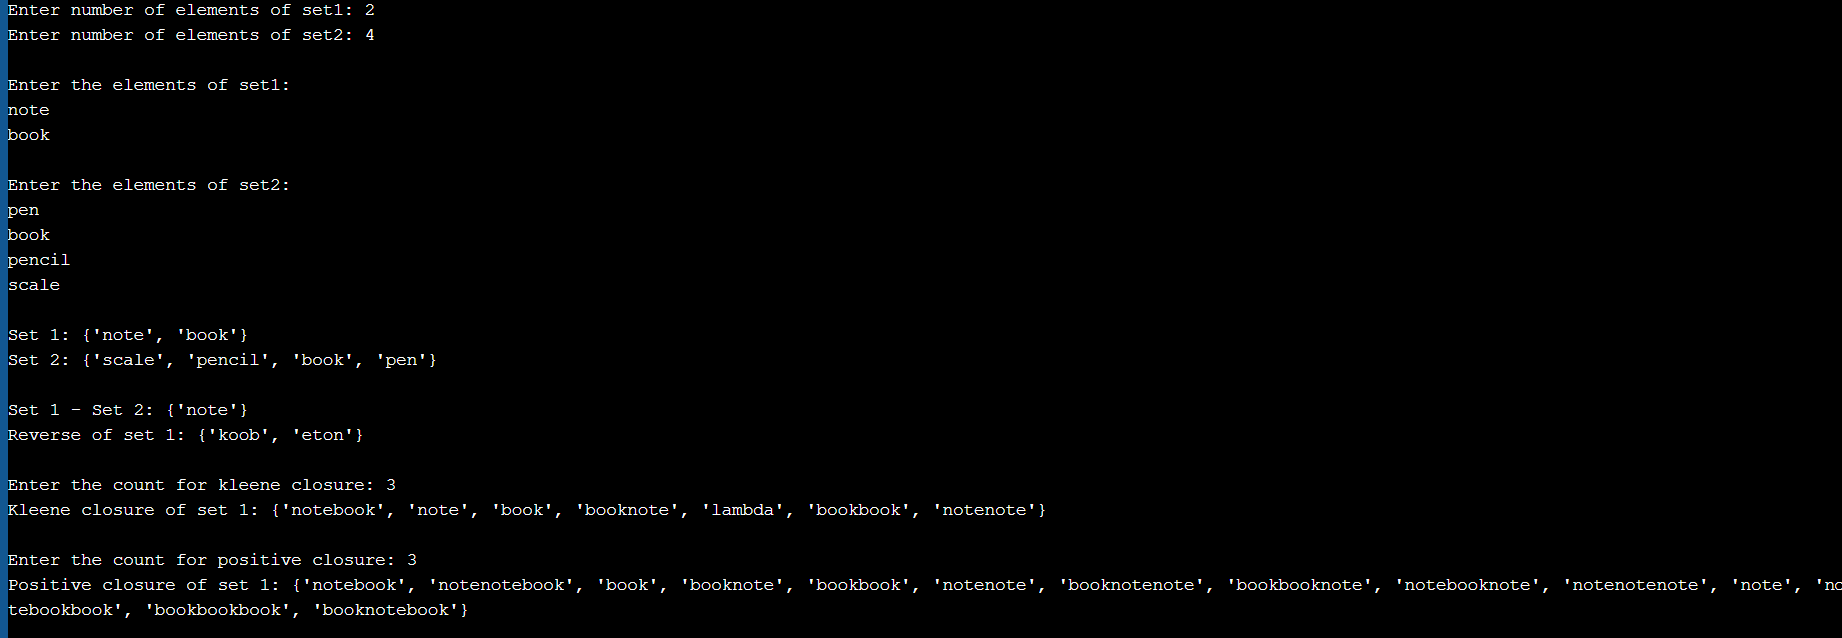 Enter number of elements of set1: 2
Enter number of elements of set2: 4
Enter the elements of set1:
note
book
Enter the elements of set2:
pen
book
pencil
scale
Set 1: {'note', 'book'}
Set 2: {'scale', 'pencil', 'book', 'pen'}
Set 1 - Set 2: {'note'}
Reverse of set 1: {'koob', 'eton'}
Enter the count for kleene closure: 3
Kleene closure of set 1: {'notebook', 'note', 'book', 'booknote', 'lambda', 'bookbook', 'notenote'}
Enter the count for positive closure: 3
Positive closure of set 1: {'notebook', 'notenotebook', 'book', 'booknote', 'bookbook', 'notenote', 'booknotenote', 'bookbooknote', 'notebooknote', 'notenotenote', 'note', 'no
tebookbook', 'bookbookbook', 'booknotebook'}